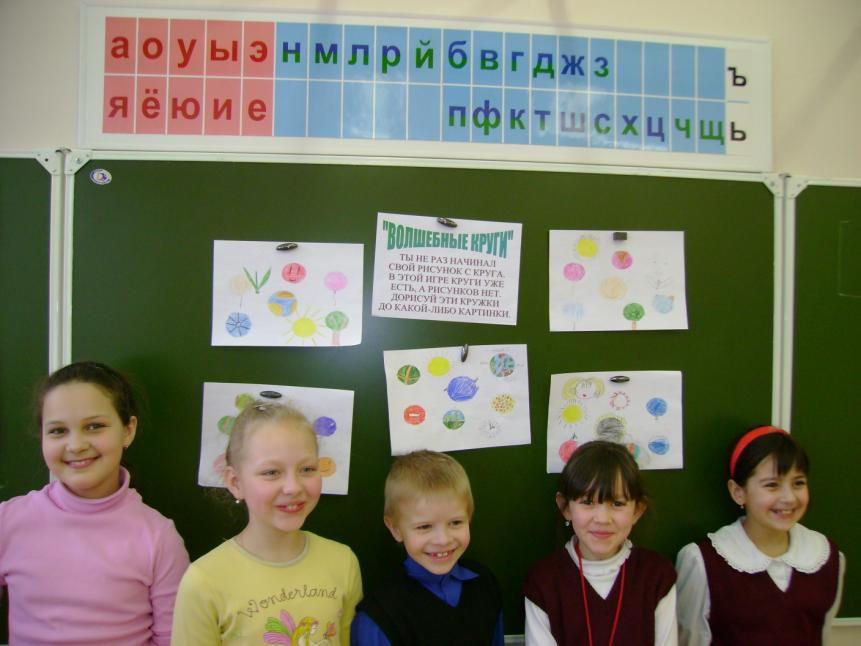 а о у ы э н м л р й б в г д ж з ъ
я ё ю и е п ф к т ш с х ц ч щ ь
"ВОЛШЕБНЫЕ КРУГИ"
ТЫ НЕ РАЗ НАЧИНАЛ
СВОЙ РИСУНОК С КРУГА.
В ЭТОЙ ИГРЕ КРУГИ УЖЕ
ЕСТЬ, А РИСУНКОВ НЕТ.
ДОРИСУЙ ЭТИ КРУЖКИ
ДО КАКОЙ-ЛИБО КАРТИНКИ.
Wonderland